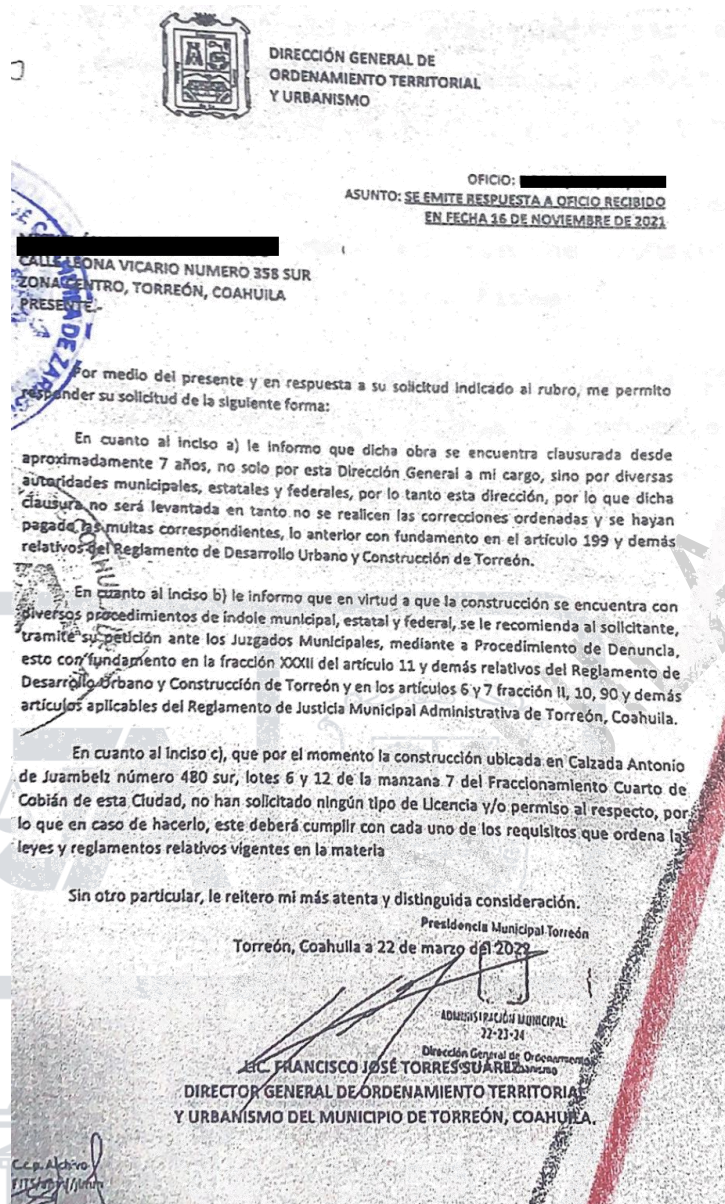 DIRECCIÓN GENERAL DE
ORDENAMIENTO TERRITORIAL
Y URBANISMO
OFICIO:
ASUNTO: SE EMITE RESPUESTA A OFICIO RECIBIDO
EN FECHA 16 DE NOVIEMBRE DE 2021
CALLE LEONA VICARIO NUMERO 358 SUR
ZONA CENTRO, TORREÓN, COAHUILA
PRESENTE.-
Por medio del presente y en respuesta a su solicitud indicado al rubro, me permito
responder su solicitud de la siguiente forma:
En cuanto al inciso a) le informo que dicha obra se encuentra clausurada desde
aproximadamente 7 años, no solo por esta Dirección General a mi cargo, sino por diversas
autoridades municipales, estatales y federales, por lo tanto esta dirección, por lo que dicha
clausura no será levantada en tanto no se realicen las correcciones ordenadas y se hayan
pagado las multas correspondientes, lo anterior con fundamento en el artículo 199 y demás
relativos del Reglamento de Desarrollo Urbano y Construcción de Torreón.
En cuanto al inciso b) le informo que en virtud a que la construcción se encuentra con
diversos procedimientos de índole municipal, estatal y federal, se le recomienda al solicitante,
tramite su petición ante los Juzgados Municipales, mediante a Procedimiento de Denuncia,
esto con fundamento en la fracción XXXII del artículo 11 y demás relativos del Reglamento de
Desarrollo Urbano y Construcción de Torreón y en los artículos 6 y 7 fracción II, 10, 90 y demás
artículos aplicables del Reglamento de Justicia Municipal Administrativa de Torreón, Coahuila.
En cuanto al inciso c), que por el momento la construcción ubicada en Calzada Antonio
de Juambelz número 480 sur, lotes 6 y 12 de la manzana 7 del Fraccionamiento Cuarto de
Cobián de esta Ciudad, no han solicitado ningún tipo de Licencia y/o permiso al respecto, por
lo que en caso de hacerlo, este deberá cumplir con cada uno de los requisitos que ordena las
leyes y reglamentos relativos vigentes en la materia
Sin otro particular, le reitero mi más atenta y distinguida consideración.
Presidencia Municipal Torreón
Torreón, Coahuila a 22 de marzo del 2022
ADMINISTRACIÓN MUNICIPAL
22-23-24
Dirección General de Ordenamiento
LIC. FRANCISCO JOSÉ TORRES SUÁREZ
DIRECTOR GENERAL DE ORDENAMIENTO TERRITORIAL
Y URBANISMO DEL MUNICIPIO DE TORREÓN, COAHUILA.
C.c.p. Archivo